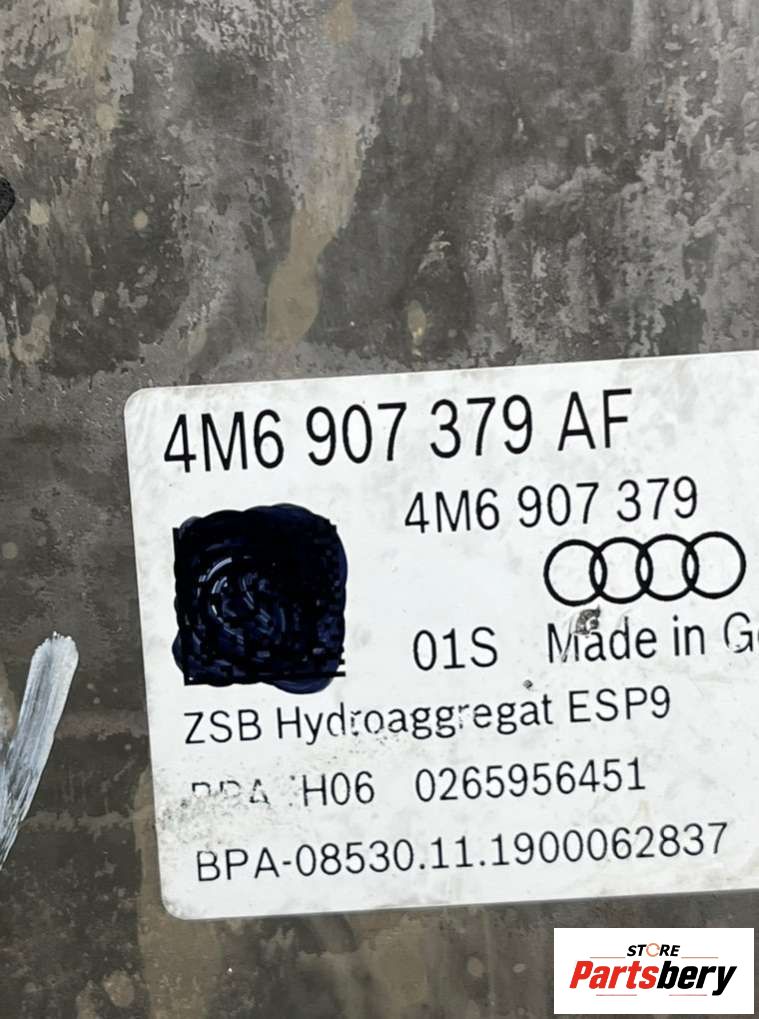 4M6 907 379 AF
4M6 907 379
01S Made in
ZSB Hydroaggregat ESP9
H06 0265956451
BPA-08530.11.1900062837
STORE
Partsbery